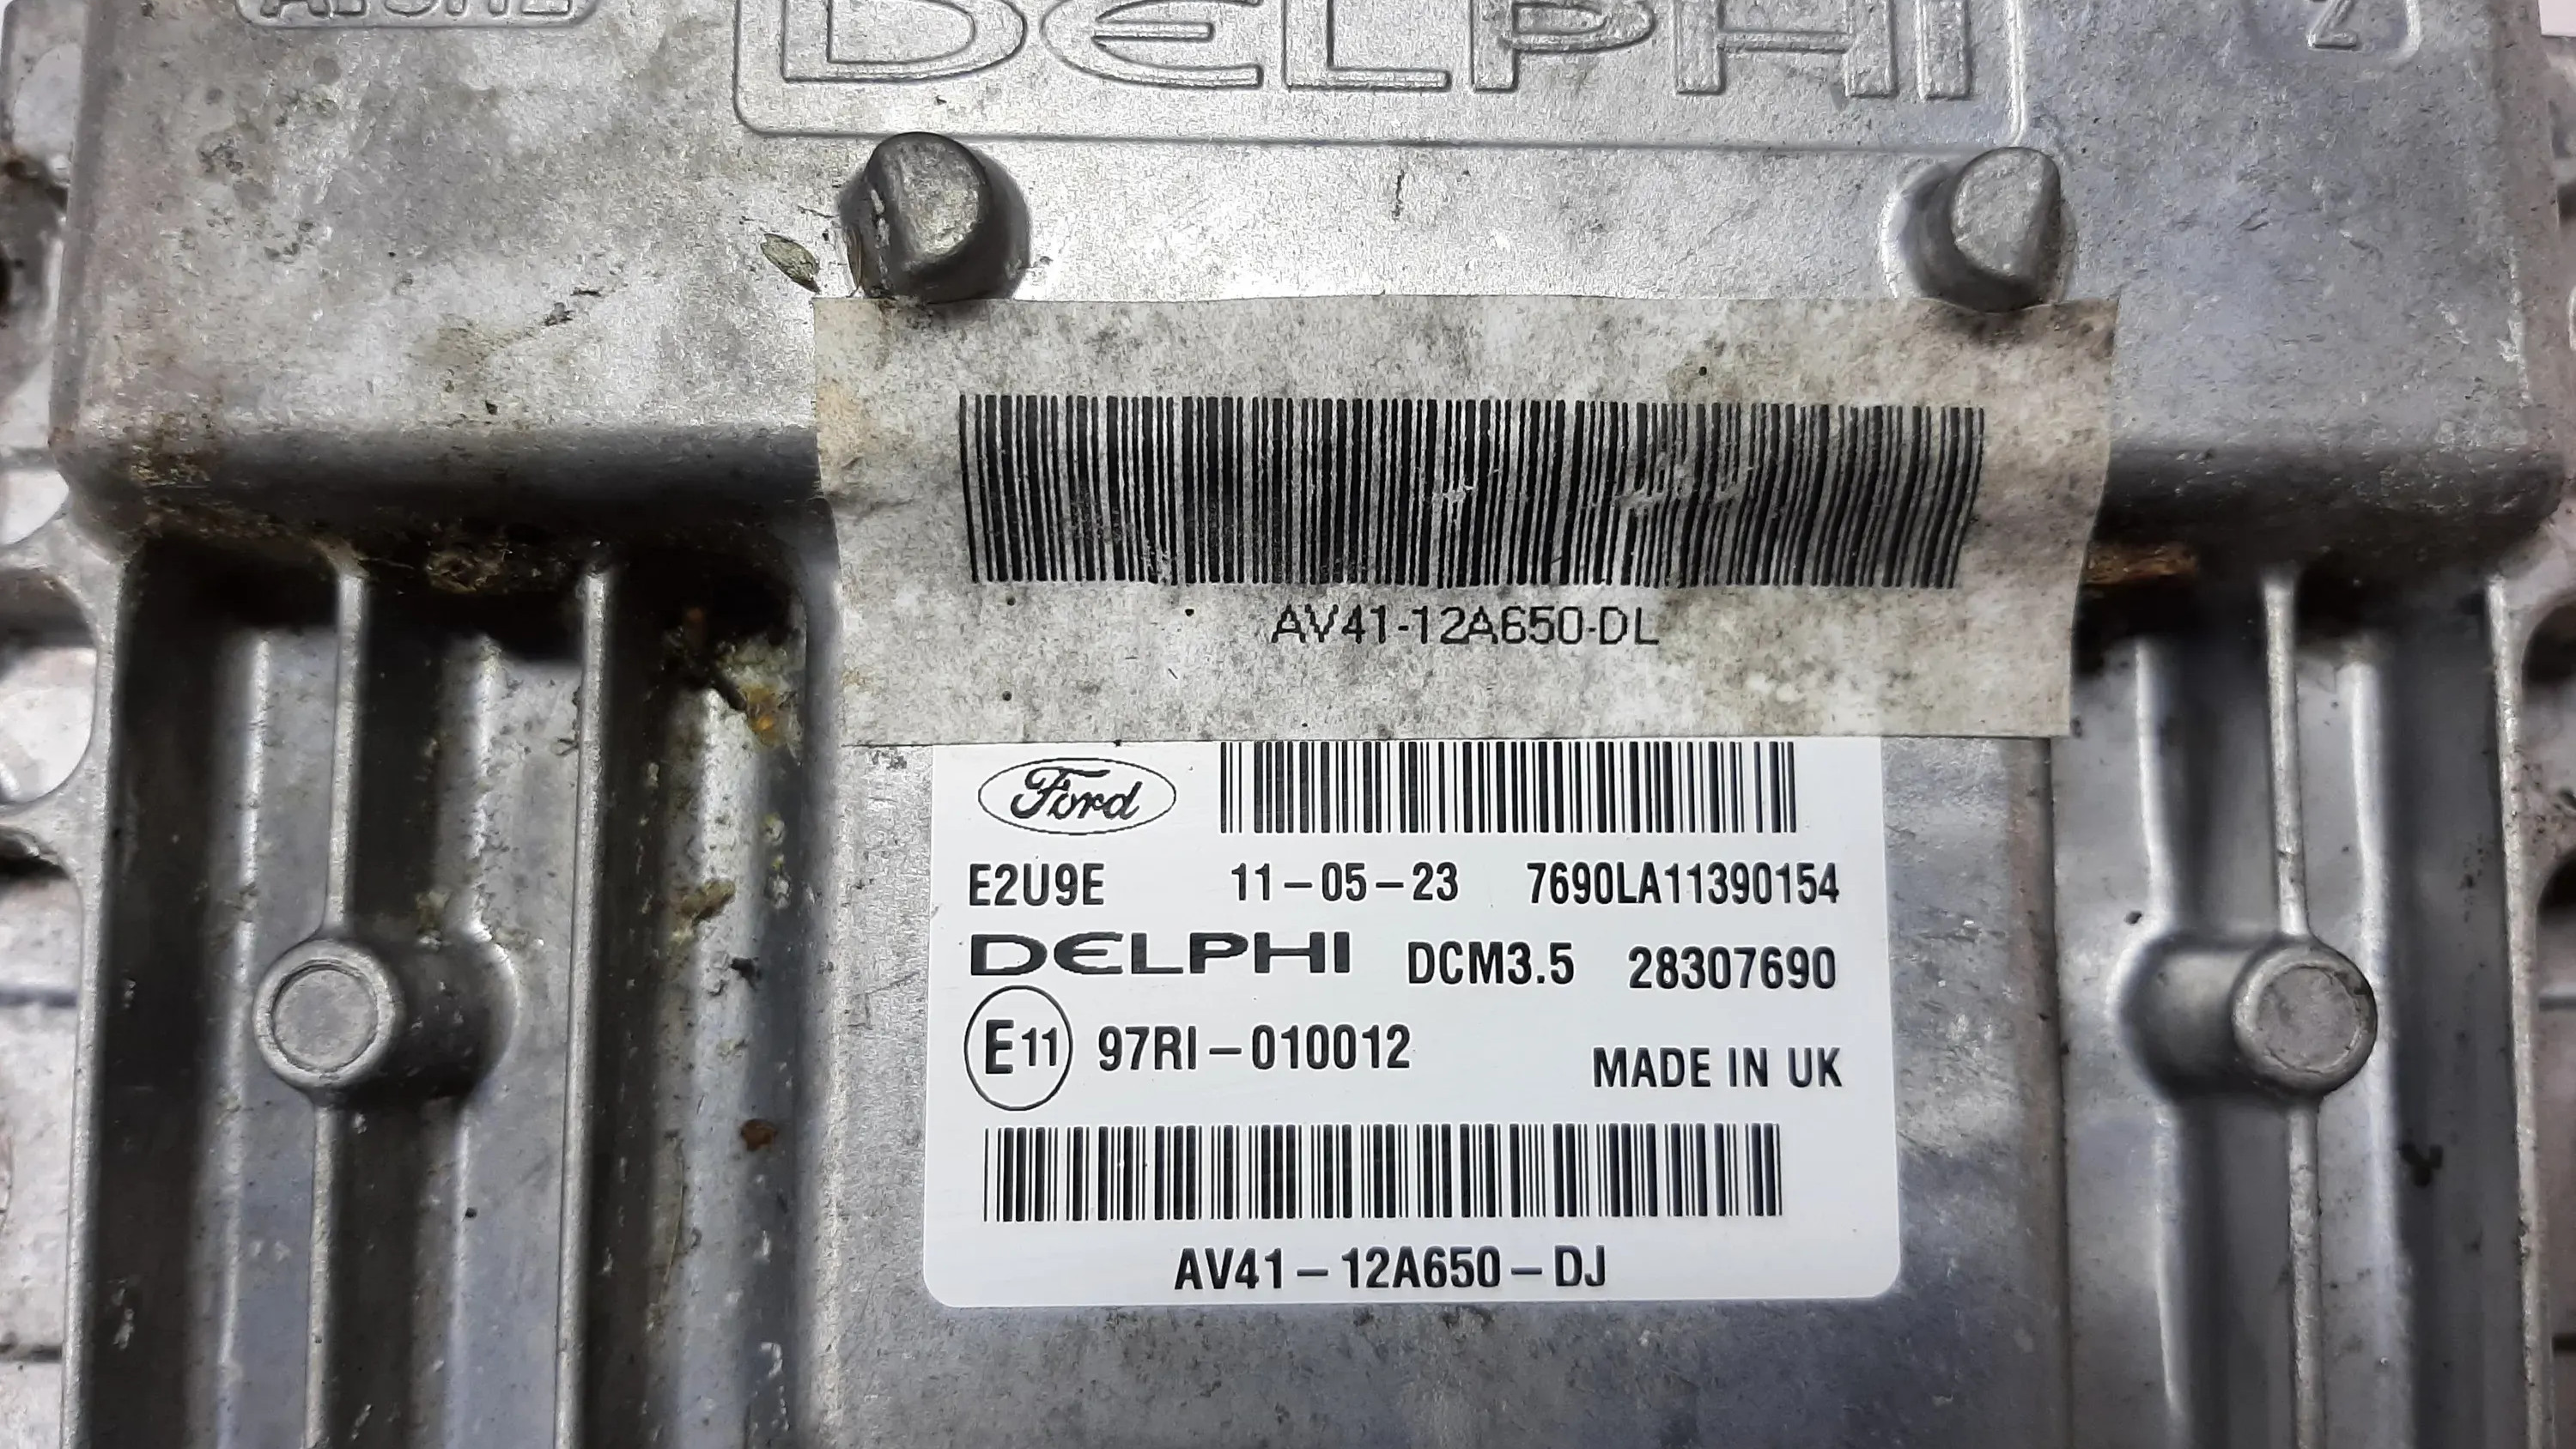 DELPHI
2
AV41-12A650-DL
Ford
E2U9E 11-05-23 7690LA11390154
DELPHI DCM3.5 28307690
E11 97RI-010012
MADE IN UK
AV41-12A650-DJ